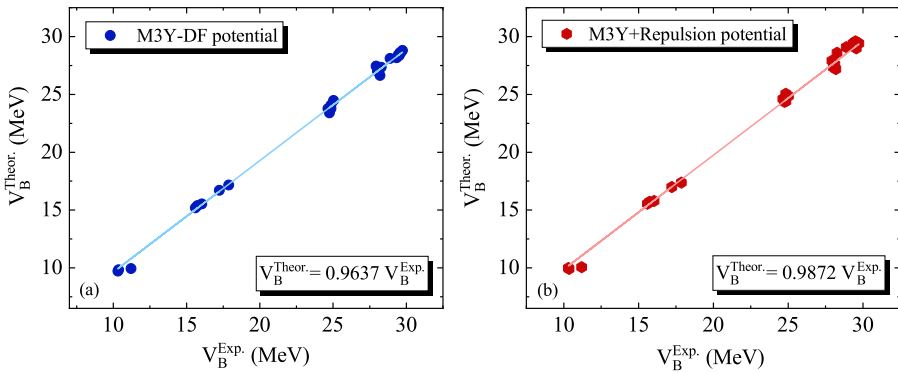 M3Y-DF potential
30
25
20
15
10
V_B^Theor. (MeV)
(a)
V_B^Theor. = 0.9637 V_B^Exp.
10 15 20 25 30
V_B^Exp. (MeV)
M3Y+Repulsion potential
30
25
20
15
10
V_B^Theor. (MeV)
(b)
V_B^Theor. = 0.9872 V_B^Exp.
10 15 20 25 30
V_B^Exp. (MeV)